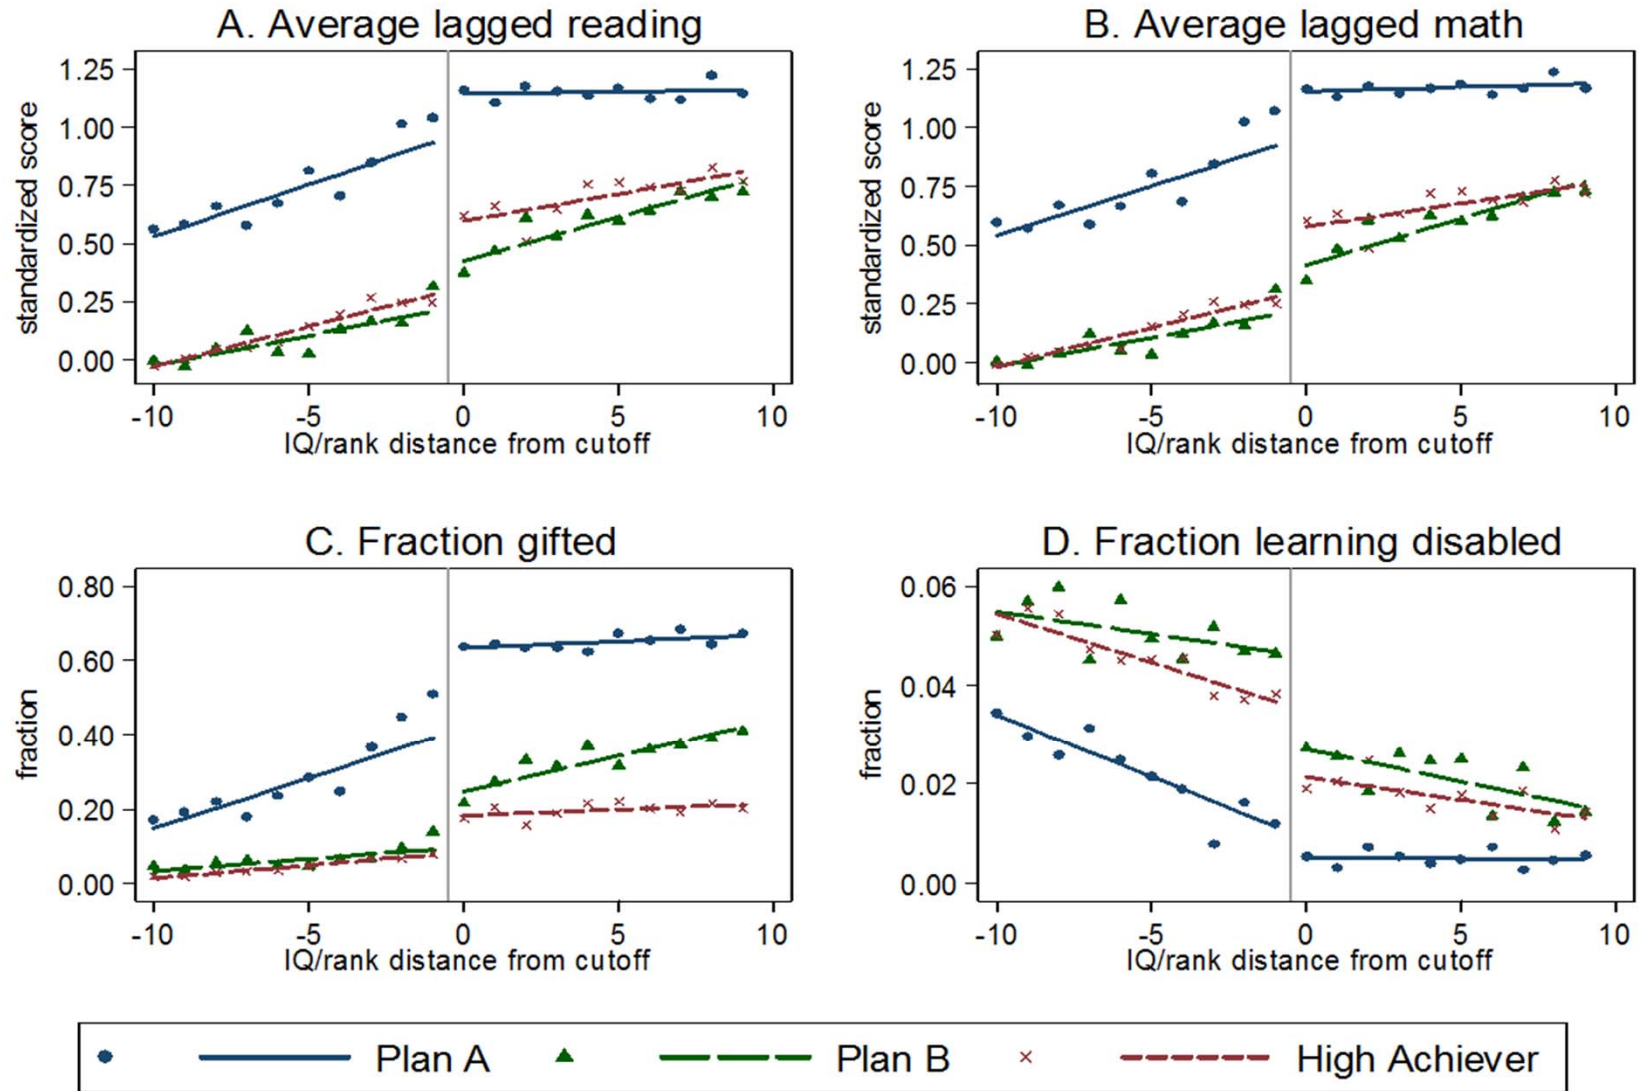 A. Average lagged reading
standardized score
1.25
1.00
0.75
0.50
0.25
0.00
-10 -5 0 5 10
IQ/rank distance from cutoff
B. Average lagged math
standardized score
1.25
1.00
0.75
0.50
0.25
0.00
-10 -5 0 5 10
IQ/rank distance from cutoff
C. Fraction gifted
fraction
0.80
0.60
0.40
0.20
0.00
-10 -5 0 5 10
IQ/rank distance from cutoff
D. Fraction learning disabled
fraction
0.06
0.04
0.02
0.00
-10 -5 0 5 10
IQ/rank distance from cutoff
Plan A Plan B High Achiever